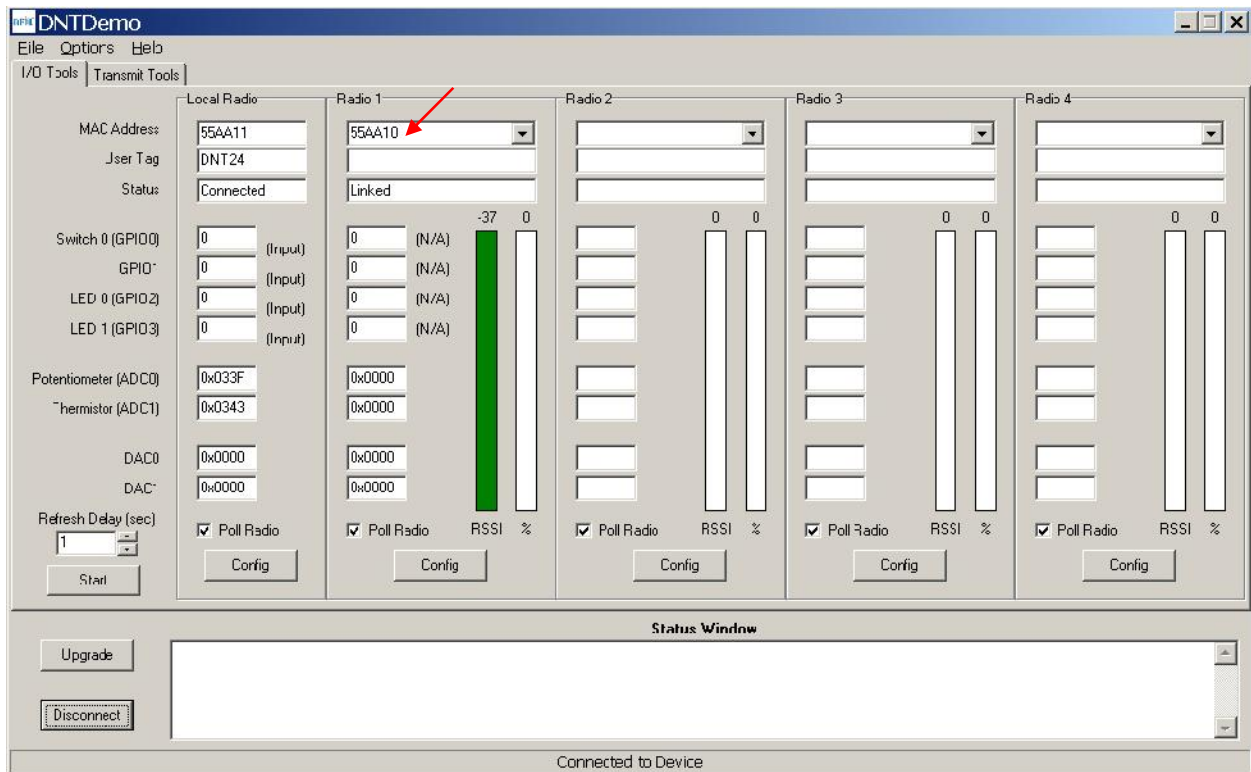 DNTDemo
Eile Options Help
I/O Tools Transmit Tools
Local Radio Radio 1 Radio 2 Radio 3 Radio 4
MAC Address 55AA11 55AA10
User Tag DNT24
Status Connected Linked
-37 0 0 0 0 0 0 0
Switch 0 (GPIO0) 0 (Input) 0 (N/A)
GPIO 0 (Input) 0 (N/A)
LED 0 (GPIO2) 0 (Input) 0 (N/A)
LED 1 (GPIO3) 0 (Input) 0 (N/A)
Potentiometer (ADC0) 0x033F 0x0000
Thermistor (ADC1) 0x0343 0x0000
DAC0 0x0000 0x0000
DAC 0x0000 0x0000
Refresh Delay (sec) Poll Radio Poll Radio RSSI % Poll Radio RSSI % Poll Radio RSSI % Poll Radio RSSI %
1
Config Config Config Config Config
Start
Status Window
Upgrade
Disconnect
Connected to Device